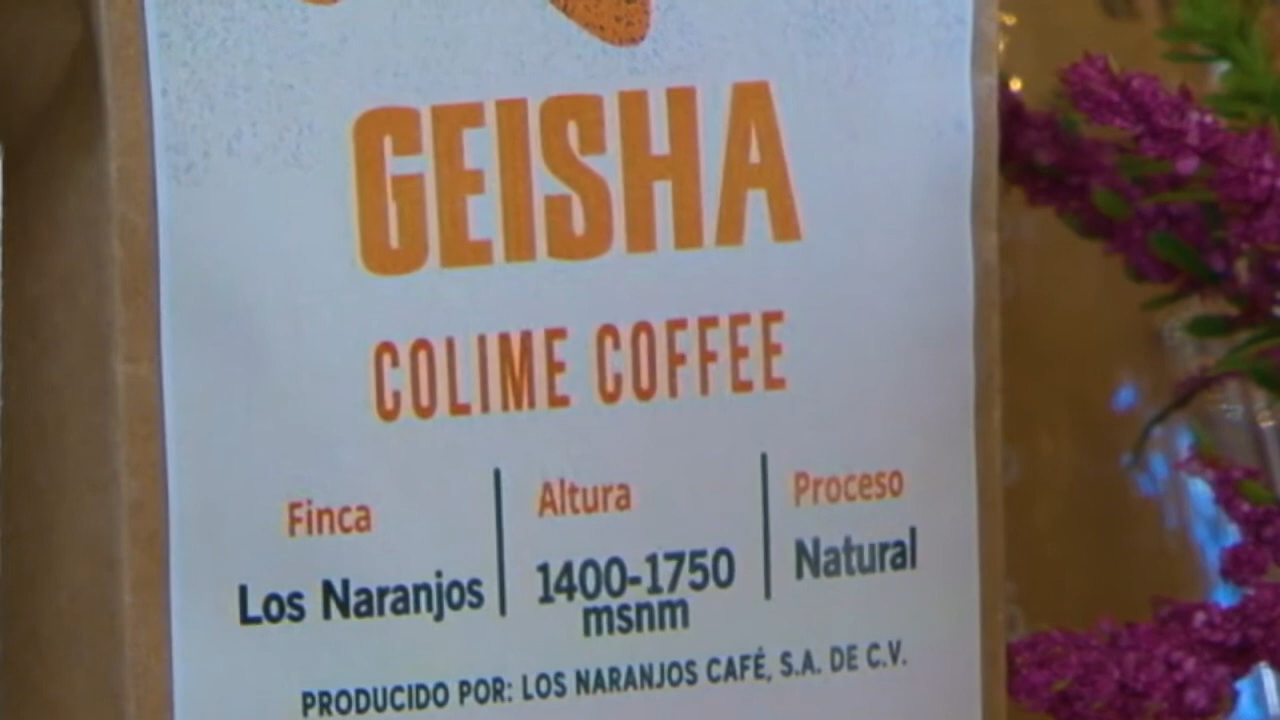 GEISHA
COLIME COFFEE
Finca
Altura
Proceso
Los Naranjos
1400-1750
msnm
Natural
PRODUCIDO POR: LOS NARANJOS CAFÉ, S.A. DE C.V.